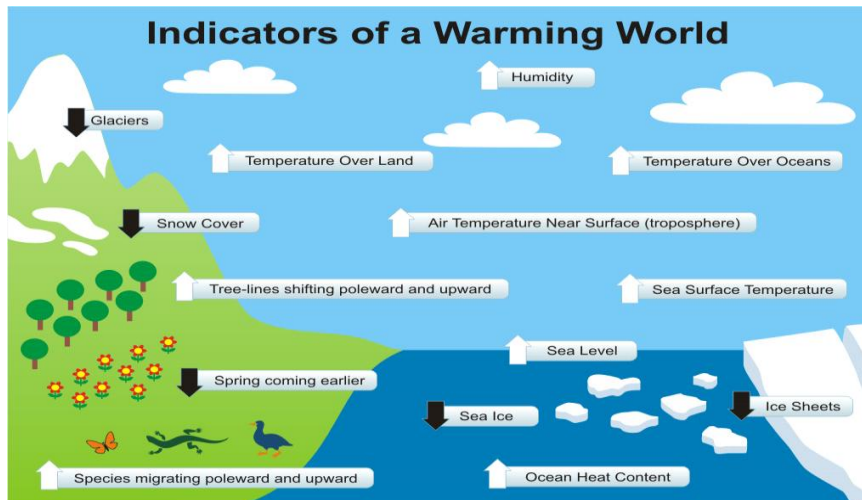 Indicators of a Warming World
Humidity
Glaciers
Temperature Over Land
Temperature Over Oceans
Snow Cover
Air Temperature Near Surface (troposphere)
Tree-lines shifting poleward and upward
Sea Surface Temperature
Sea Level
Spring coming earlier
Sea Ice
Ice Sheets
Species migrating poleward and upward
Ocean Heat Content